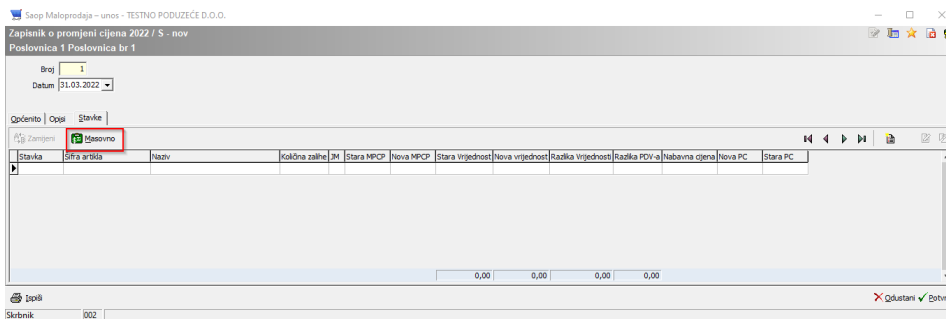 Saop Maloprodaja – unos - TESTNO PODUZEĆE D.O.O.
Zapisnik o promjeni cijena 2022 / S - nov
Poslovnica 1 Poslovnica br 1
Broj 1
Datum 31.03.2022
Općenito Opisi Stavke
Zamijeni Masovno
Stavka Šifra artikla Naziv Količna zalihe JM Stara MPCP Nova MPCP Stara Vrijednost Nova vrijednost Razlika Vrijednosti Razlika PDV-a Nabavna cijena Nova PC Stara PC
0,00 0,00 0,00 0,00
Ispiši Odustani Potvr
Skrbnik 002